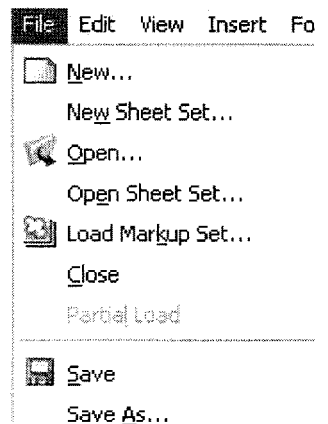 File Edit View Insert Fo
New...
New Sheet Set...
Open...
Open Sheet Set...
Load Markup Set...
Close
Partial Load
Save
Save As...